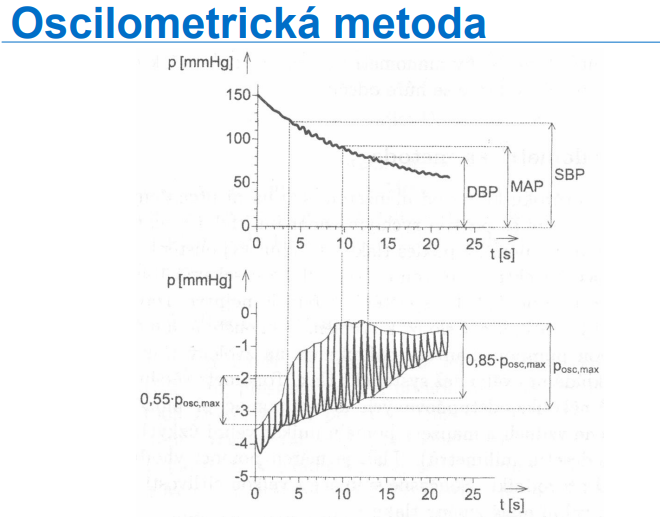 Oscilometrická metoda
p [mmHg]
150
100
50
0
DBP
MAP
SBP
0 5 10 15 20 25
t [s]
p [mmHg]
0
-1
-2
-3
-4
-5
0,55·posc,max
0,85·posc,max
posc,max
0 5 10 15 20 25
t [s]